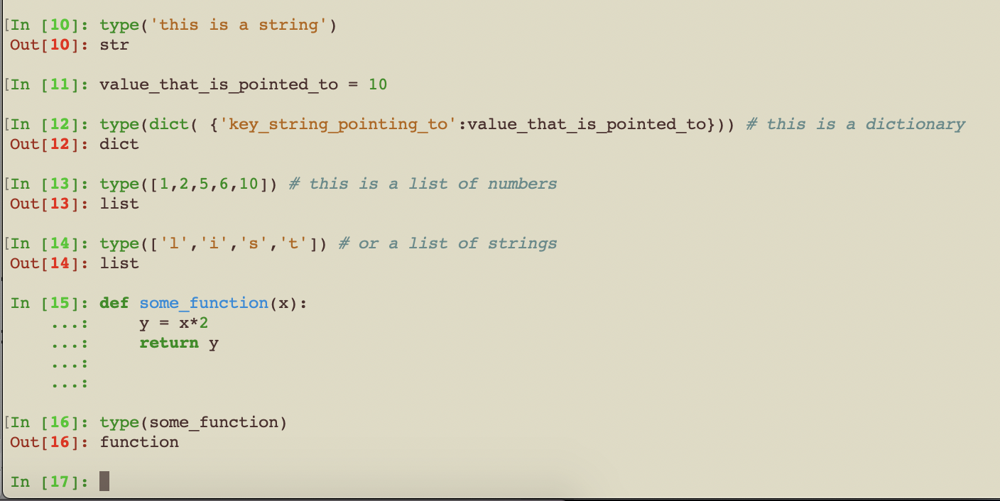 [In [10]: type('this is a string')
Out[10]: str
[In [11]: value_that_is_pointed_to = 10
[In [12]: type(dict( {'key_string_pointing_to':value_that_is_pointed_to})) # this is a dictionary
Out[12]: dict
[In [13]: type([1,2,5,6,10]) # this is a list of numbers
Out[13]: list
[In [14]: type(['l','i','s','t']) # or a list of strings
Out[14]: list
In [15]: def some_function(x):
...:     y = x*2
...:     return y
...:
...:
[In [16]: type(some_function)
Out[16]: function
In [17]: